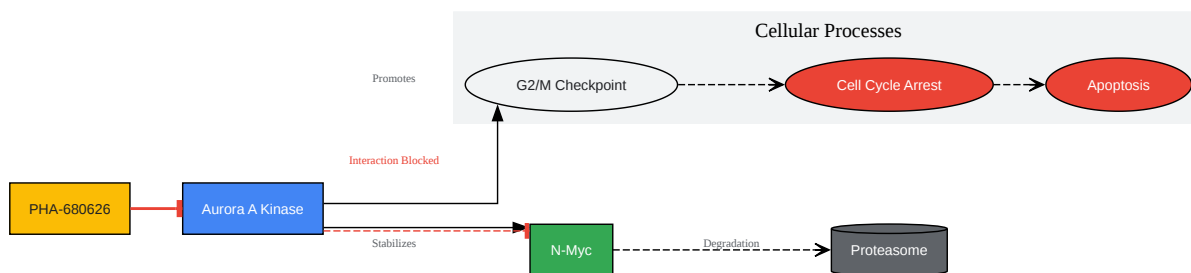 Cellular Processes
Promotes
G2/M Checkpoint
Cell Cycle Arrest
Apoptosis
Interaction Blocked
PHA-680626
Aurora A Kinase
Stabilizes
N-Myc
Degradation
Proteasome